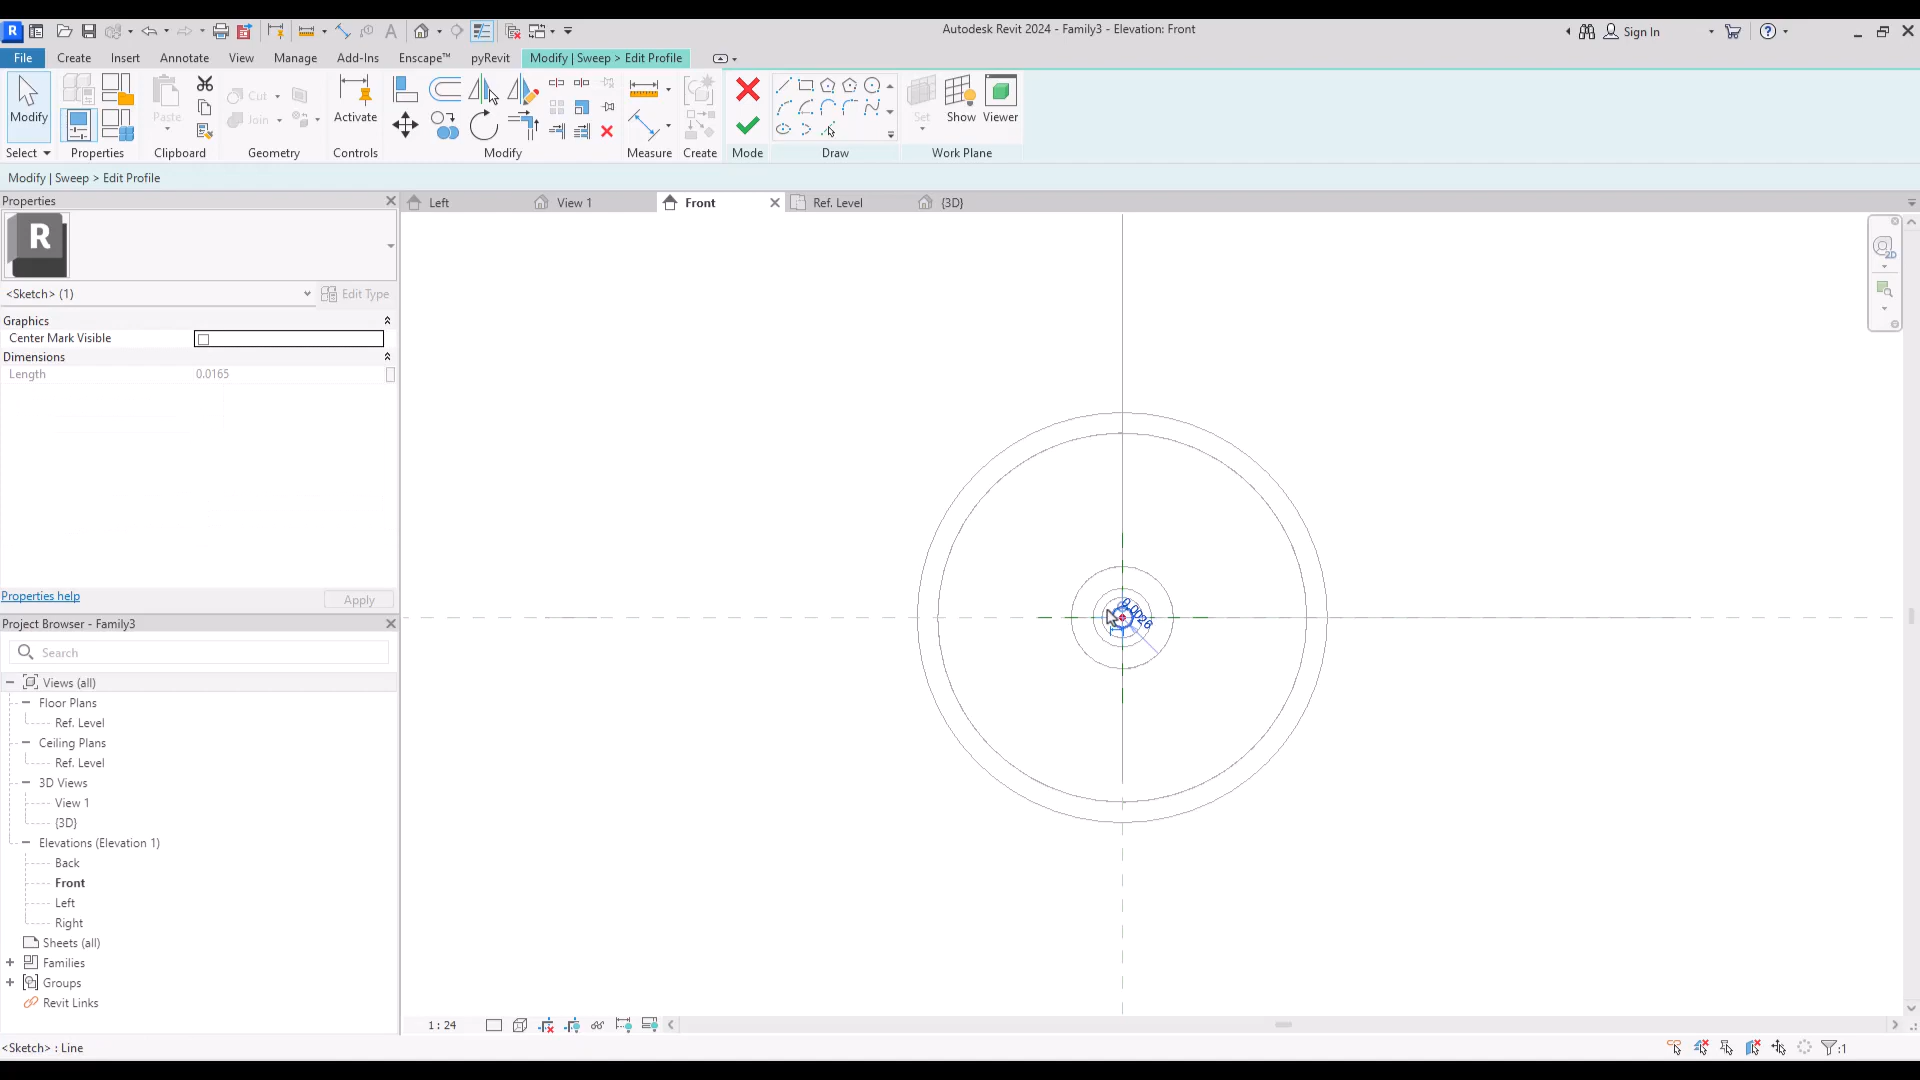 Autodesk Revit 2024 - Family3 - Elevation: Front
Sign In
File
Create
Insert
Annotate
View
Manage
Add-Ins
Enscape™
pyRevit
Modify | Sweep > Edit Profile
Modify
Paste
Cut
Join
Activate
Set
Show
Viewer
Select
Properties
Clipboard
Geometry
Controls
Modify
Measure
Create
Mode
Draw
Work Plane
Modify | Sweep > Edit Profile
Properties
Left
View 1
Front
Ref. Level
{3D}
R
<Sketch> (1)
Edit Type
Graphics
Center Mark Visible
Dimensions
Length
0.0165
Properties help
Apply
Project Browser - Family3
Search
Views (all)
Floor Plans
Ref. Level
Ceiling Plans
Ref. Level
3D Views
View 1
{3D}
Elevations (Elevation 1)
Back
Front
Left
Right
Sheets (all)
Families
Groups
Revit Links
0.0026
2D
1 : 24
<Sketch> : Line
:1